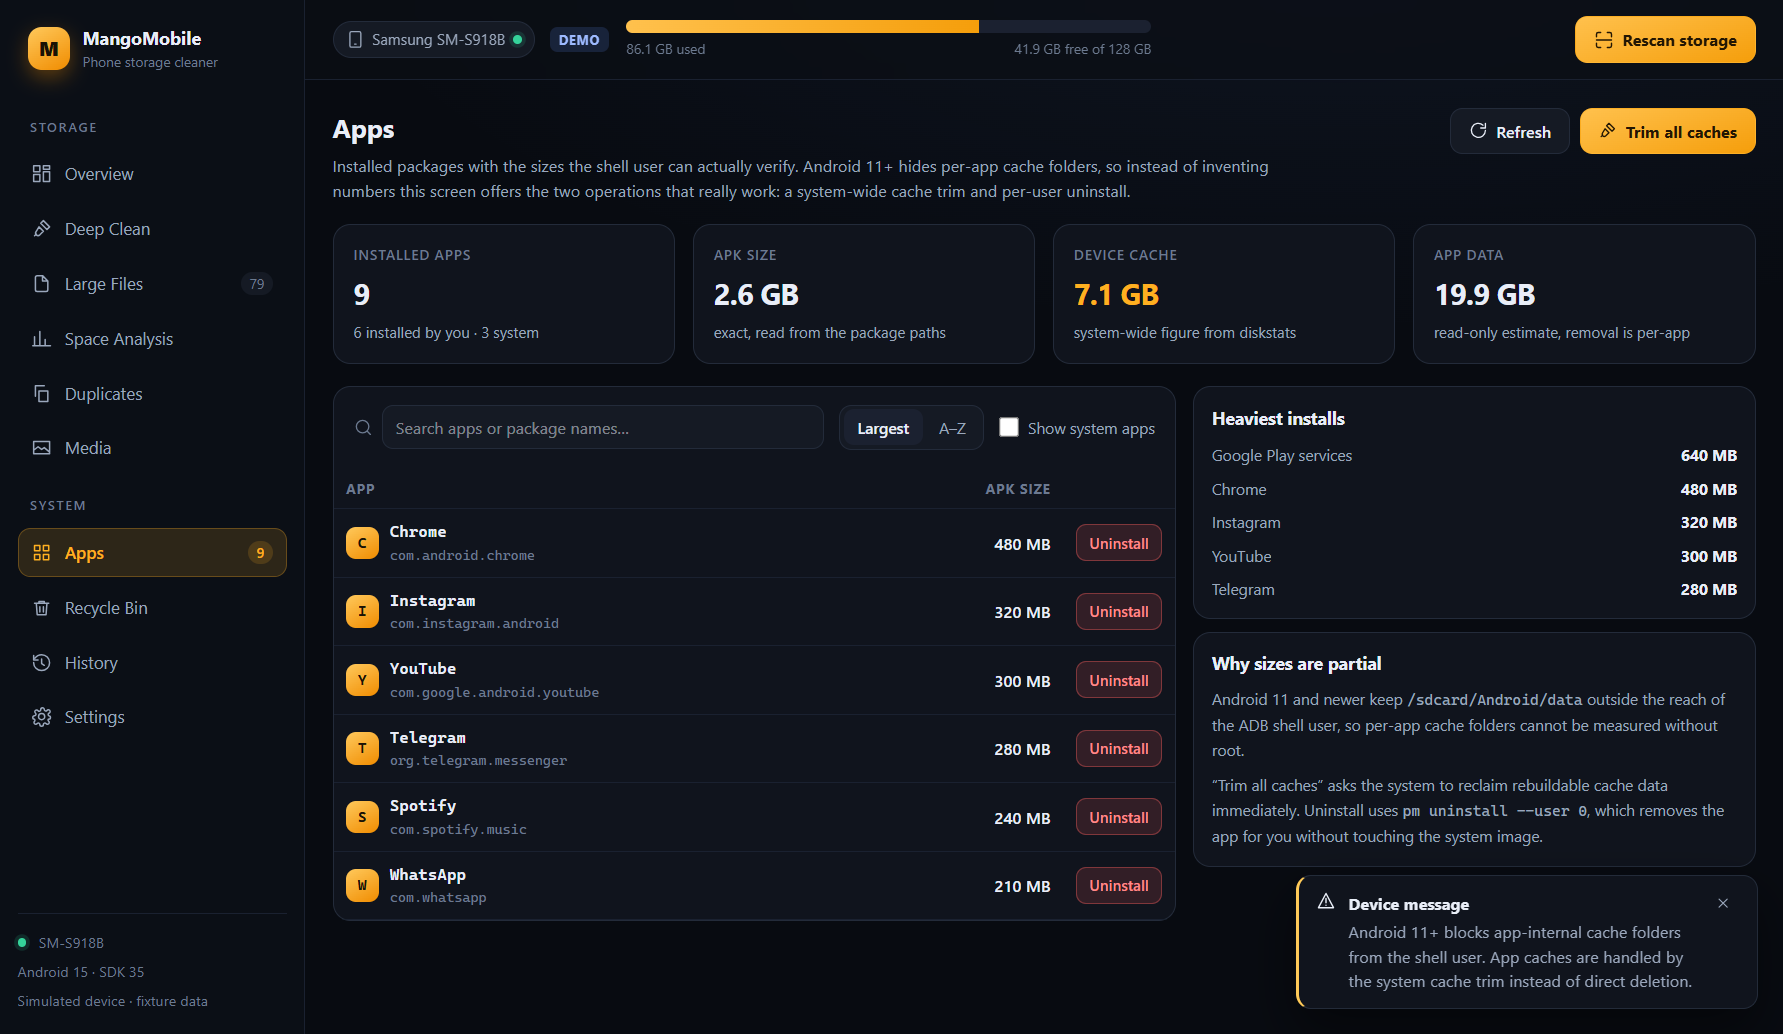 M
MangoMobile
Phone storage cleaner
STORAGE
Overview
Deep Clean
Large Files 79
Space Analysis
Duplicates
Media
SYSTEM
Apps 9
Recycle Bin
History
Settings
SM-S918B
Android 15 · SDK 35
Simulated device · fixture data
Samsung SM-S918B
DEMO
86.1 GB used
41.9 GB free of 128 GB
Rescan storage
Apps
Refresh
Trim all caches
Installed packages with the sizes the shell user can actually verify. Android 11+ hides per-app cache folders, so instead of inventing
numbers this screen offers the two operations that really work: a system-wide cache trim and per-user uninstall.
INSTALLED APPS
9
6 installed by you · 3 system
APK SIZE
2.6 GB
exact, read from the package paths
DEVICE CACHE
7.1 GB
system-wide figure from diskstats
APP DATA
19.9 GB
read-only estimate, removal is per-app
Search apps or package names...
Largest
A–Z
Show system apps
APP APK SIZE
C
Chrome
com.android.chrome
480 MB
Uninstall
I
Instagram
com.instagram.android
320 MB
Uninstall
Y
YouTube
com.google.android.youtube
300 MB
Uninstall
T
Telegram
org.telegram.messenger
280 MB
Uninstall
S
Spotify
com.spotify.music
240 MB
Uninstall
W
WhatsApp
com.whatsapp
210 MB
Uninstall
Heaviest installs
Google Play services 640 MB
Chrome 480 MB
Instagram 320 MB
YouTube 300 MB
Telegram 280 MB
Why sizes are partial
Android 11 and newer keep /sdcard/Android/data outside the reach of
the ADB shell user, so per-app cache folders cannot be measured without
root.
“Trim all caches” asks the system to reclaim rebuildable cache data
immediately. Uninstall uses pm uninstall --user 0, which removes the
app for you without touching the system image.
Device message
Android 11+ blocks app-internal cache folders
from the shell user. App caches are handled by
the system cache trim instead of direct deletion.